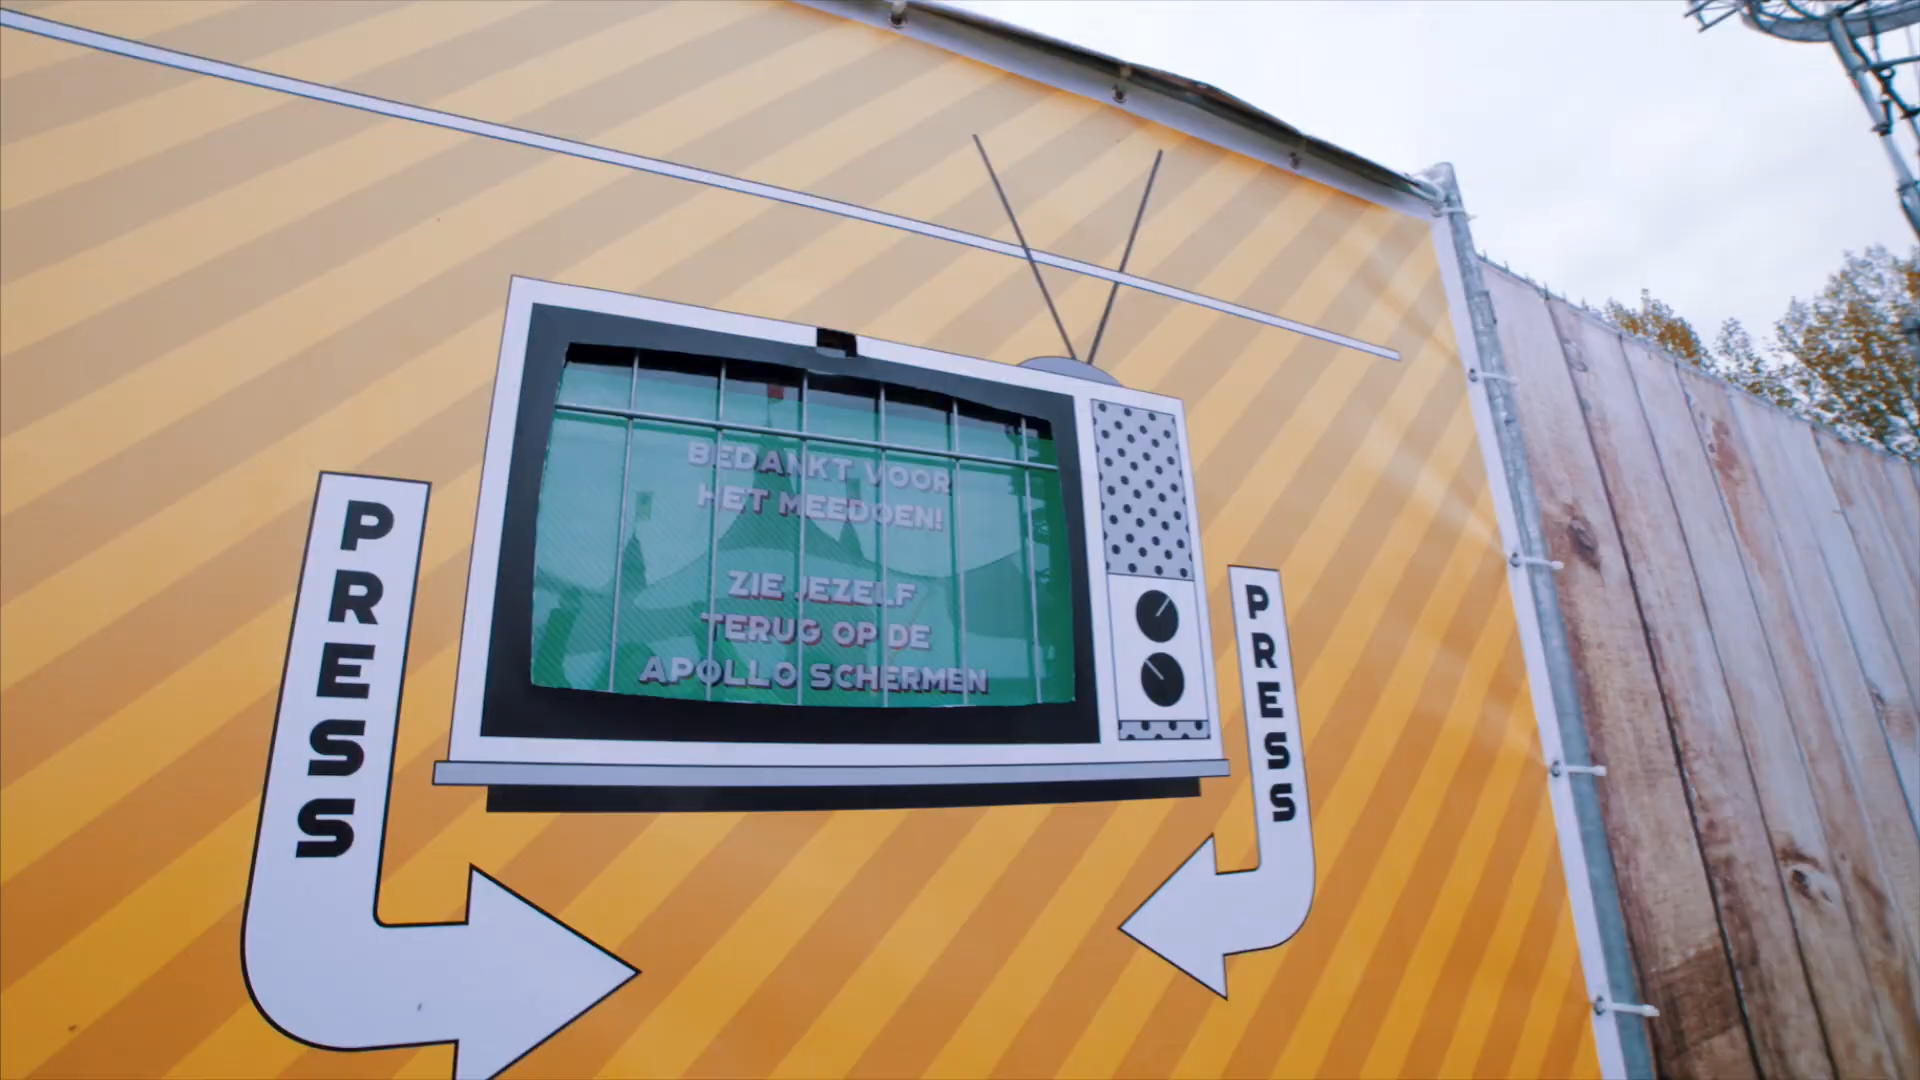 PRESS
BEDANKT VOOR
HET MEEDOEN!
ZIE JEZELF
TERUG OP DE
APOLLO SCHERMEN
PRESS